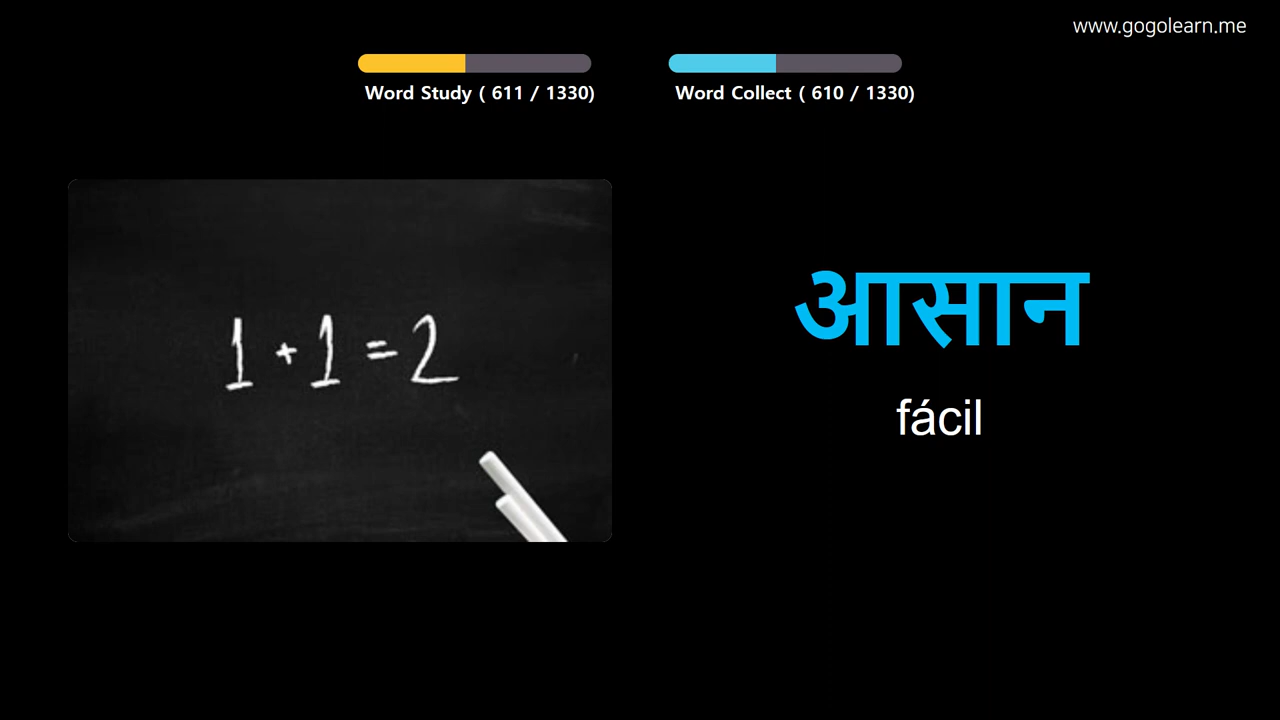 www.gogolearn.me
Word Study ( 611 / 1330)
Word Collect ( 610 / 1330)
1 + 1 = 2
आसान
fácil